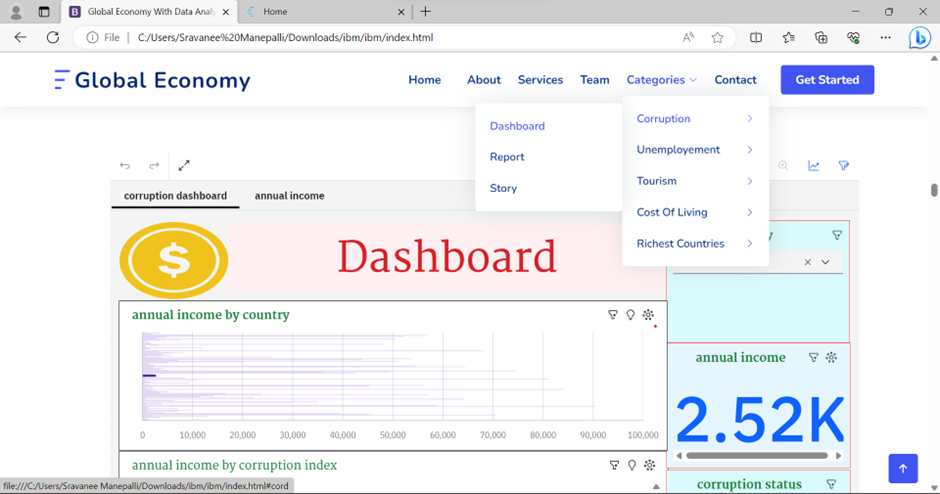 Global Economy With Data Analy
Home
File
C:/Users/Sravanee%20Manepalli/Downloads/ibm/ibm/index.html
Global Economy
Home About Services Team Categories Contact Get Started
Dashboard
Report
Story
Corruption
Unemployement
Tourism
Cost Of Living
Richest Countries
corruption dashboard annual income
$
Dashboard
annual income by country
0 10,000 20,000 30,000 40,000 50,000 60,000 70,000 80,000 90,000 100,000
annual income
2.52K
annual income by corruption index
corruption status
file:///C:/Users/Sravanee Manepalli/Downloads/ibm/ibm/index.html#cord